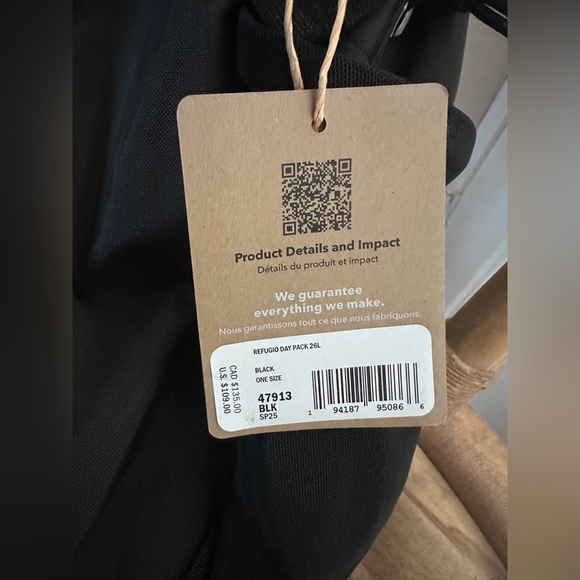 Product Details and Impact
Détails du produit et impact
We guarantee
everything we make.
Nous garantissons tout ce que nous fabriquons.
REFUGIO DAY PACK 26L
BLACK
ONE SIZE
47913
BLK
SP25
CAD $135.00
U.S. $109.00
1 94187 95086 6